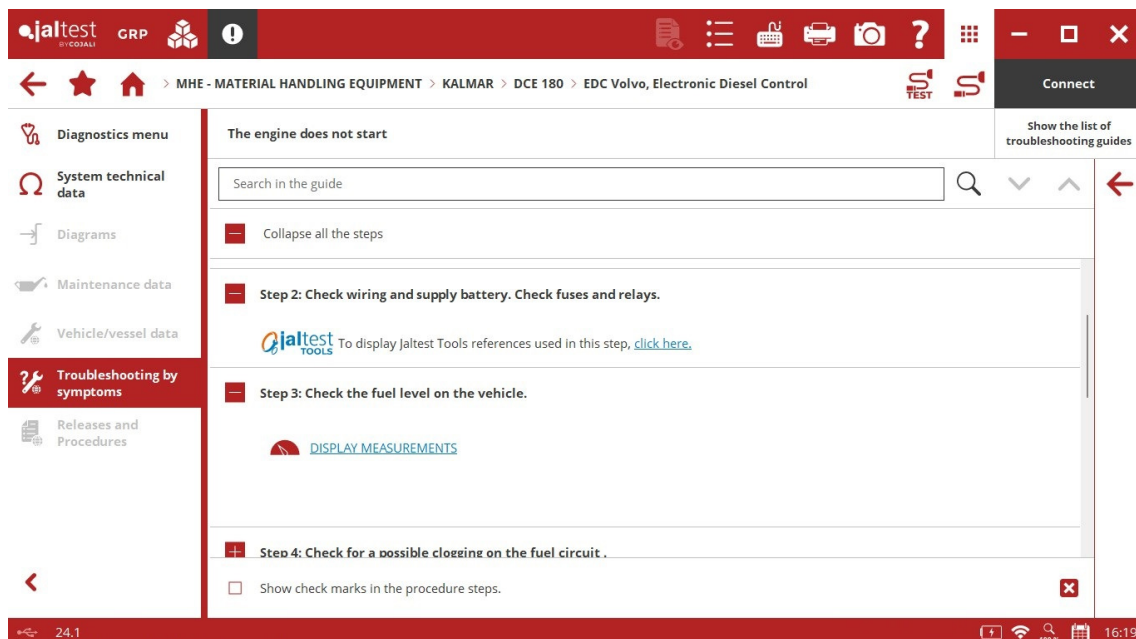 jaltest
BY COJALI
GRP
TEST
> MHE - MATERIAL HANDLING EQUIPMENT > KALMAR > DCE 180 > EDC Volvo, Electronic Diesel Control
Connect
Diagnostics menu
The engine does not start
Show the list of
troubleshooting guides
System technical
data
Search in the guide
Diagrams
Collapse all the steps
Maintenance data
Step 2: Check wiring and supply battery. Check fuses and relays.
Vehicle/vessel data
jaltest
TOOLS
To display Jaltest Tools references used in this step, click here.
Troubleshooting by
symptoms
Step 3: Check the fuel level on the vehicle.
Releases and
Procedures
DISPLAY MEASUREMENTS
Step 4: Check for a possible clogging on the fuel circuit .
Show check marks in the procedure steps.
24.1
16:19